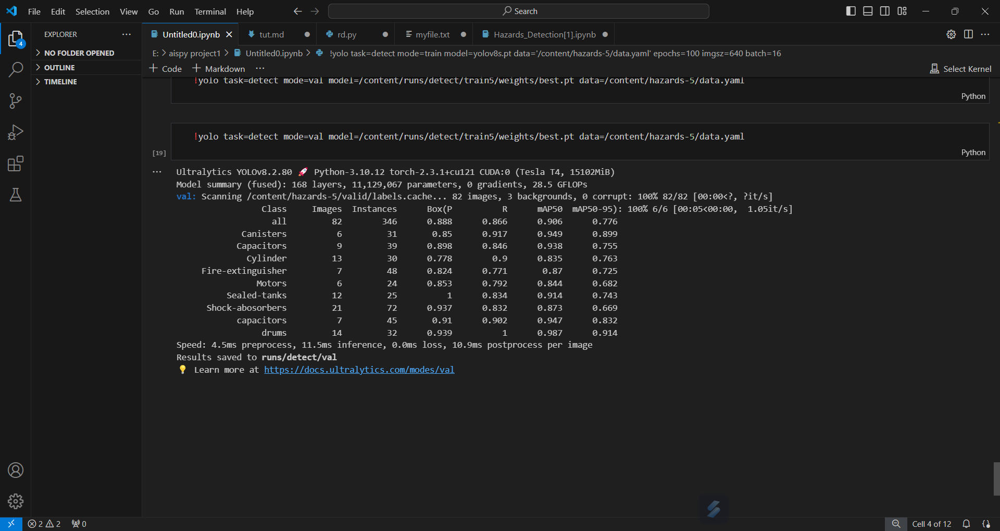 File Edit Selection View Go Run Terminal Help Search
EXPLORER
NO FOLDER OPENED
OUTLINE
TIMELINE
4
Untitled0.ipynb tut.md rd.py myfile.txt Hazards_Detection[1].ipynb
E: > aispy project1 > Untitled0.ipynb > !yolo task=detect mode=train model=yolov8s.pt data='/content/hazards-5/data.yaml' epochs=100 imgsz=640 batch=16
+ Code + Markdown ··· Select Kernel
!yolo task=detect mode=val model=/content/runs/detect/train5/weights/best.pt data=/content/hazards-5/data.yaml
Python
!yolo task=detect mode=val model=/content/runs/detect/train5/weights/best.pt data=/content/hazards-5/data.yaml
[19]
Python
Ultralytics YOLOv8.2.80 🚀 Python-3.10.12 torch-2.3.1+cu121 CUDA:0 (Tesla T4, 15102MiB)
Model summary (fused): 168 layers, 11,129,067 parameters, 0 gradients, 28.5 GFLOPs
val: Scanning /content/hazards-5/valid/labels.cache... 82 images, 3 backgrounds, 0 corrupt: 100% 82/82 [00:00<?, ?it/s]
Class Images Instances Box(P R mAP50 mAP50-95): 100% 6/6 [00:05<00:00, 1.05it/s]
all 82 346 0.888 0.866 0.906 0.776
Canisters 6 31 0.85 0.917 0.949 0.899
Capacitors 9 39 0.898 0.846 0.938 0.755
Cylinder 13 30 0.778 0.9 0.835 0.763
Fire-extinguisher 7 48 0.824 0.771 0.87 0.725
Motors 6 24 0.853 0.792 0.844 0.682
Sealed-tanks 12 25 1 0.834 0.914 0.743
Shock-abosorbers 21 72 0.937 0.832 0.873 0.669
capacitors 7 45 0.91 0.902 0.947 0.832
drums 14 32 0.939 1 0.987 0.914
Speed: 4.5ms preprocess, 11.5ms inference, 0.0ms loss, 10.9ms postprocess per image
Results saved to runs/detect/val
💡 Learn more at https://docs.ultralytics.com/modes/val
2 2 0 Cell 4 of 12